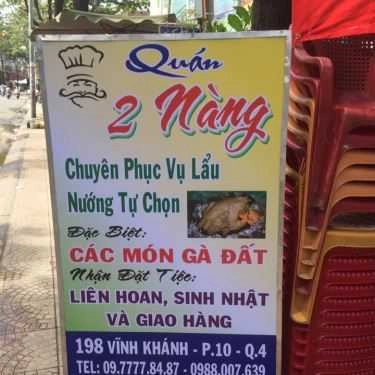 Quán
2 Nàng
Chuyên Phục Vụ Lẩu
Nướng Tự Chọn
Đặc Biệt:
CÁC MÓN GÀ ĐẤT
Nhận Đặt Tiệc:
LIÊN HOAN, SINH NHẬT
VÀ GIAO HÀNG
198 VĨNH KHÁNH - P.10 - Q.4
TEL: 09.7777.84.87 - 0988.007.639